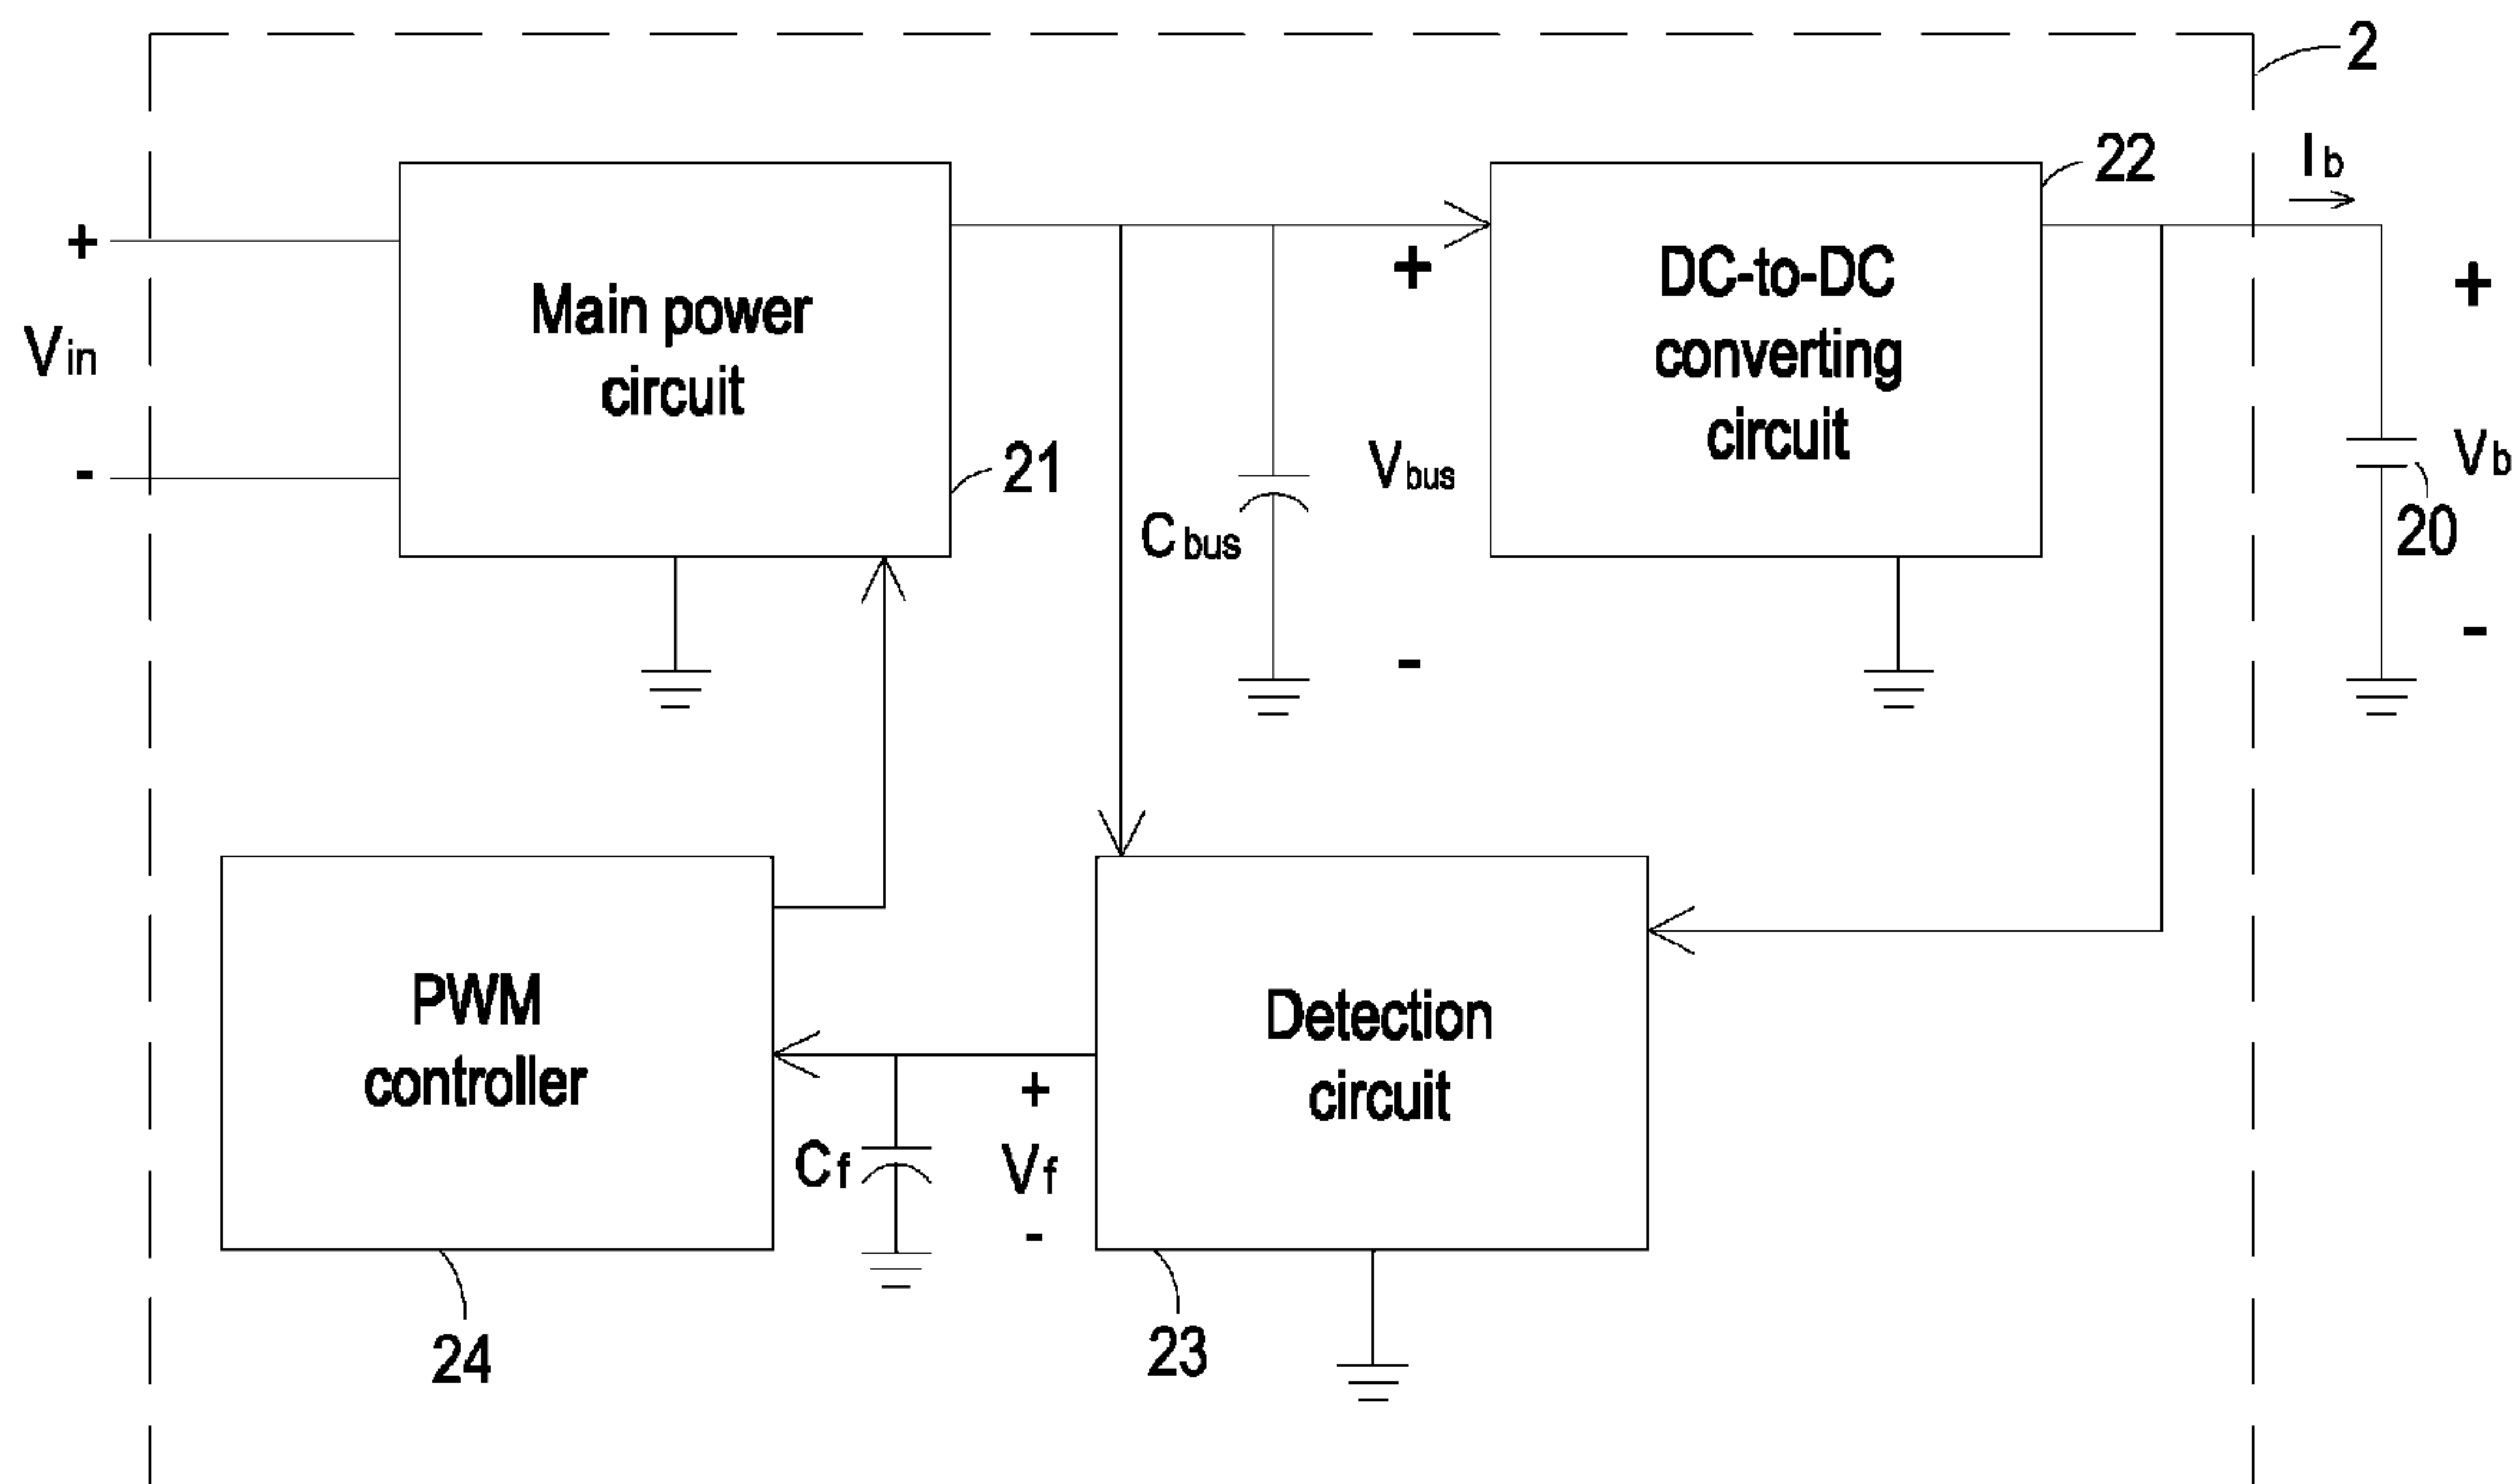 2
22
Ib
+
Vin
-
Main power
circuit
21
+
Vbus
-
Cbus
DC-to-DC
converting
circuit
+
Vb
-
20
PWM
controller
24
Cf
+
Vf
-
Detection
circuit
23